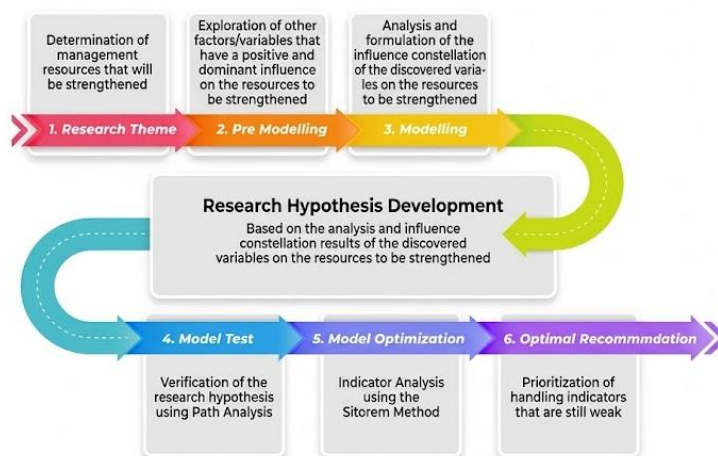 Determination of
management
resources that will
be strengthened
1. Research Theme
Exploration of other
factors/variables that
have a positive and
dominant influence
on the resources to
be strengthened
2. Pre Modelling
Analysis and
formulation of the
influence constellation
of the discovered varia-
les on the resources
to be strengthened
3. Modelling
Research Hypothesis Development
Based on the analysis and influence
constellation results of the discovered
variables on the resources to be strengthened
4. Model Test
Verification of the
research hypothesis
using Path Analysis
5. Model Optimization
Indicator Analysis
using the
Sitorem Method
6. Optimal Recommmdation
Prioritization of
handling indicators
that are still weak